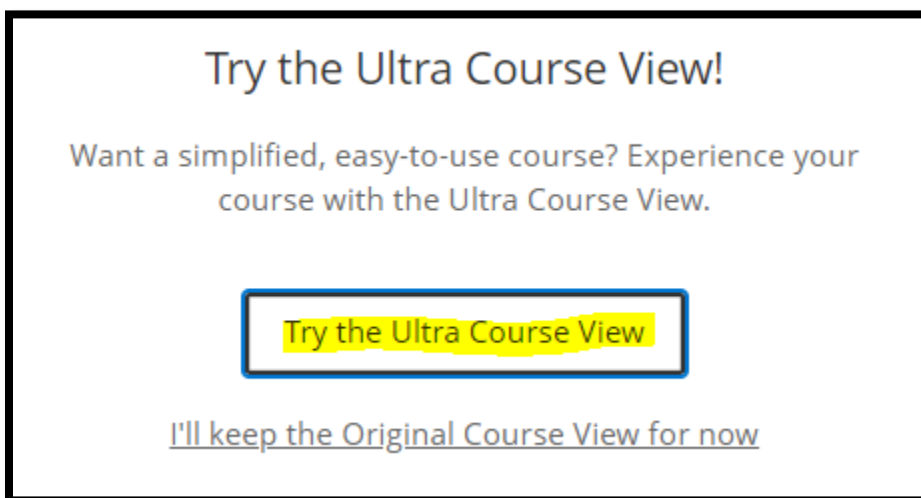 Try the Ultra Course View!
Want a simplified, easy-to-use course? Experience your
course with the Ultra Course View.
Try the Ultra Course View
I'll keep the Original Course View for now